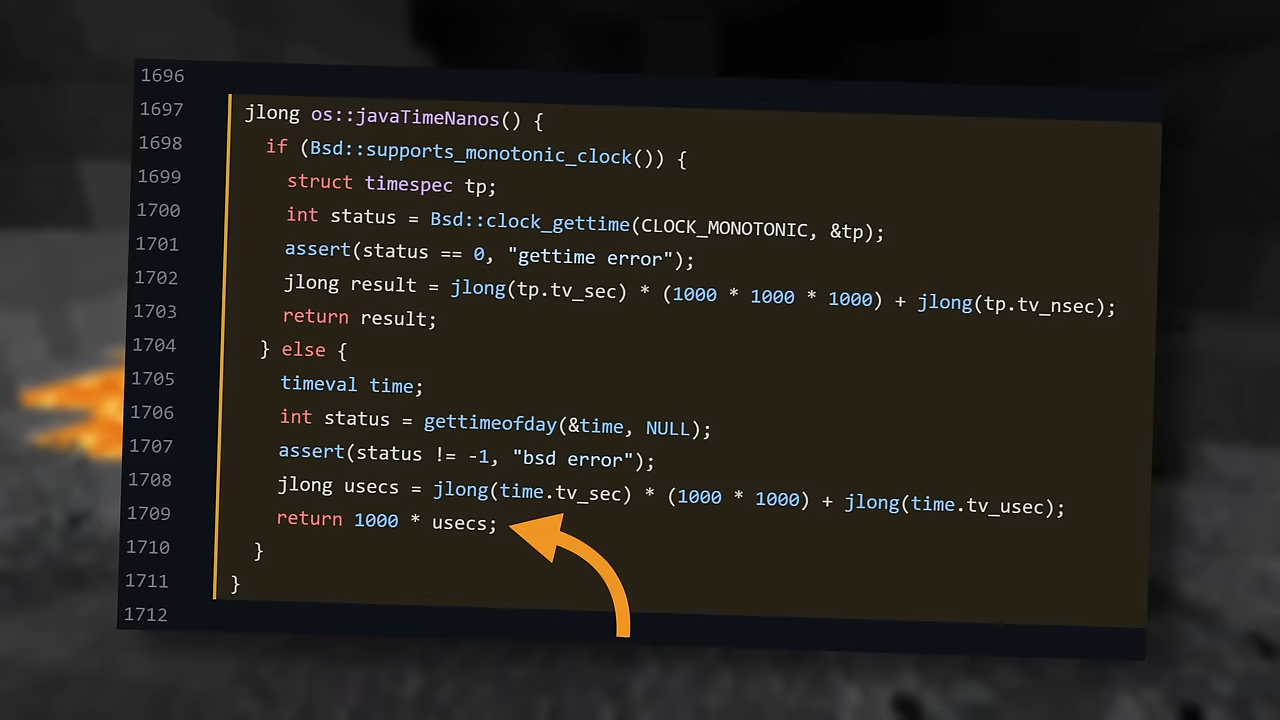 1696
1697 jlong os::javaTimeNanos() {
1698 if (Bsd::supports_monotonic_clock()) {
1699 struct timespec tp;
1700 int status = Bsd::clock_gettime(CLOCK_MONOTONIC, &tp);
1701 assert(status == 0, "gettime error");
1702 jlong result = jlong(tp.tv_sec) * (1000 * 1000 * 1000) + jlong(tp.tv_nsec);
1703 return result;
1704 } else {
1705 timeval time;
1706 int status = gettimeofday(&time, NULL);
1707 assert(status != -1, "bsd error");
1708 jlong usecs = jlong(time.tv_sec) * (1000 * 1000) + jlong(time.tv_usec);
1709 return 1000 * usecs;
1710 }
1711 }
1712